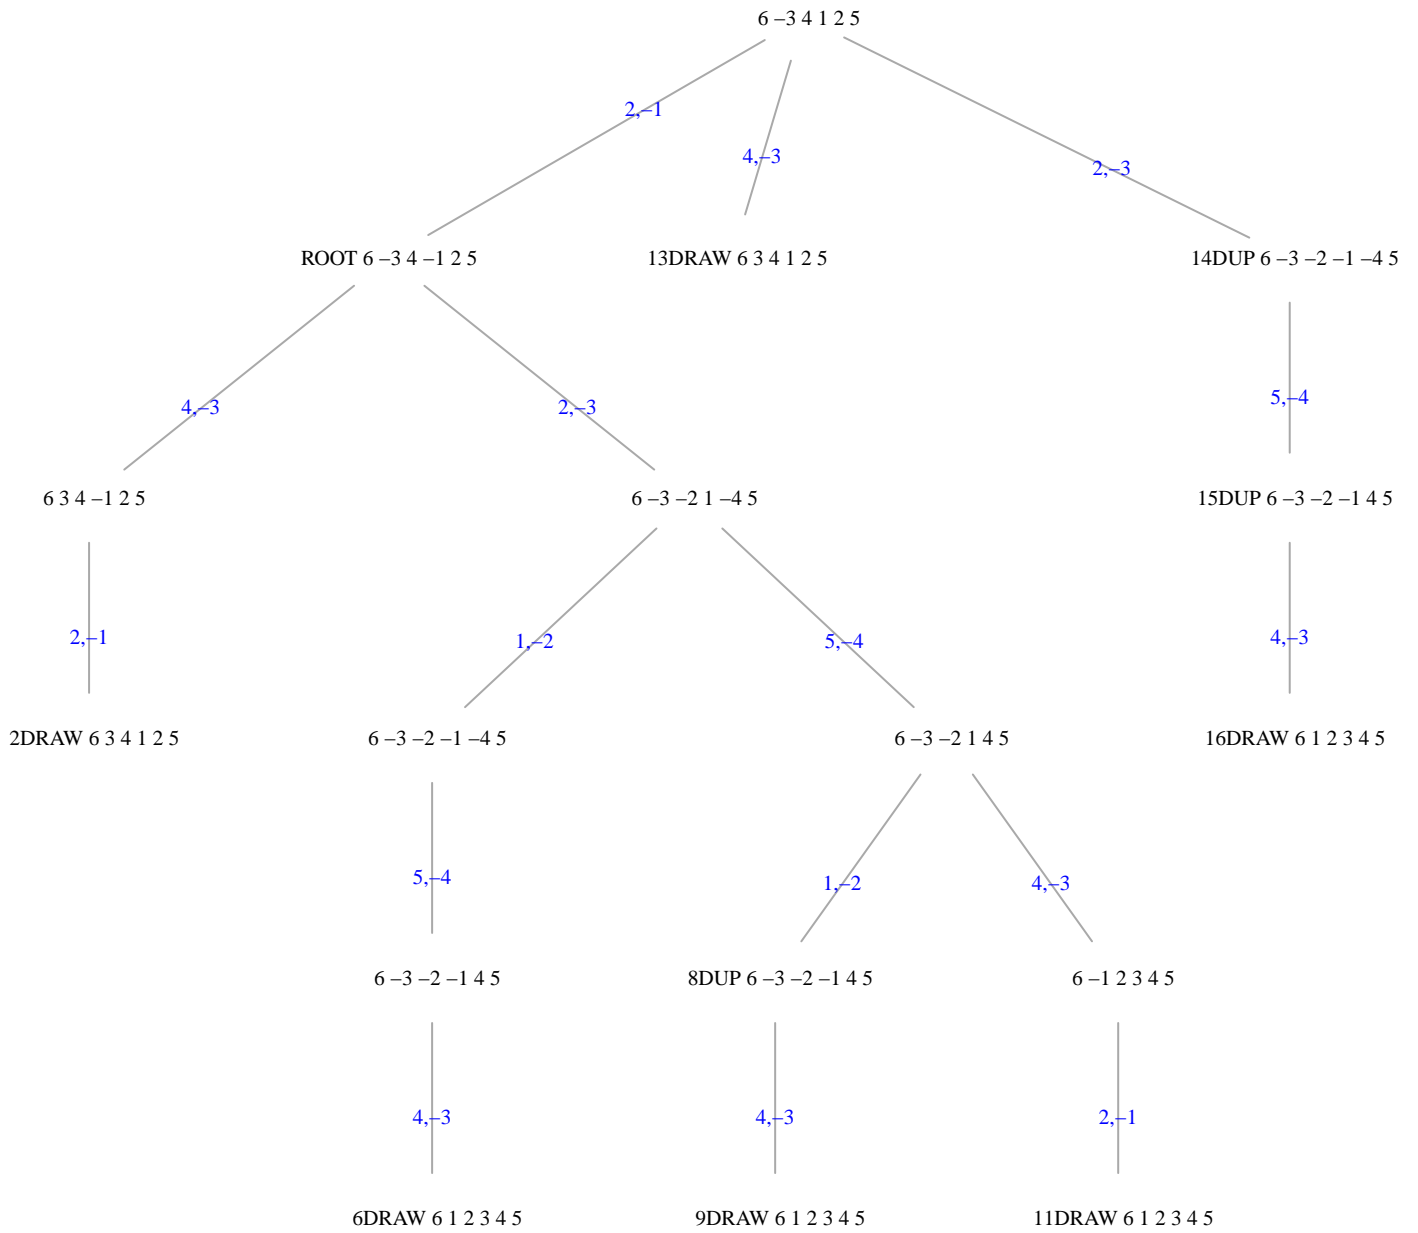 6 –3 4 1 2 5
2,–1
4,–3
2,–3
ROOT 6 –3 4 –1 2 5
13DRAW 6 3 4 1 2 5
14DUP 6 –3 –2 –1 –4 5
4,–3
2,–3
5,–4
6 3 4 –1 2 5
6 –3 –2 1 –4 5
15DUP 6 –3 –2 –1 4 5
2,–1
1,–2
5,–4
4,–3
2DRAW 6 3 4 1 2 5
6 –3 –2 –1 –4 5
6 –3 –2 1 4 5
16DRAW 6 1 2 3 4 5
5,–4
1,–2
4,–3
6 –3 –2 –1 4 5
8DUP 6 –3 –2 –1 4 5
6 –1 2 3 4 5
4,–3
4,–3
2,–1
6DRAW 6 1 2 3 4 5
9DRAW 6 1 2 3 4 5
11DRAW 6 1 2 3 4 5